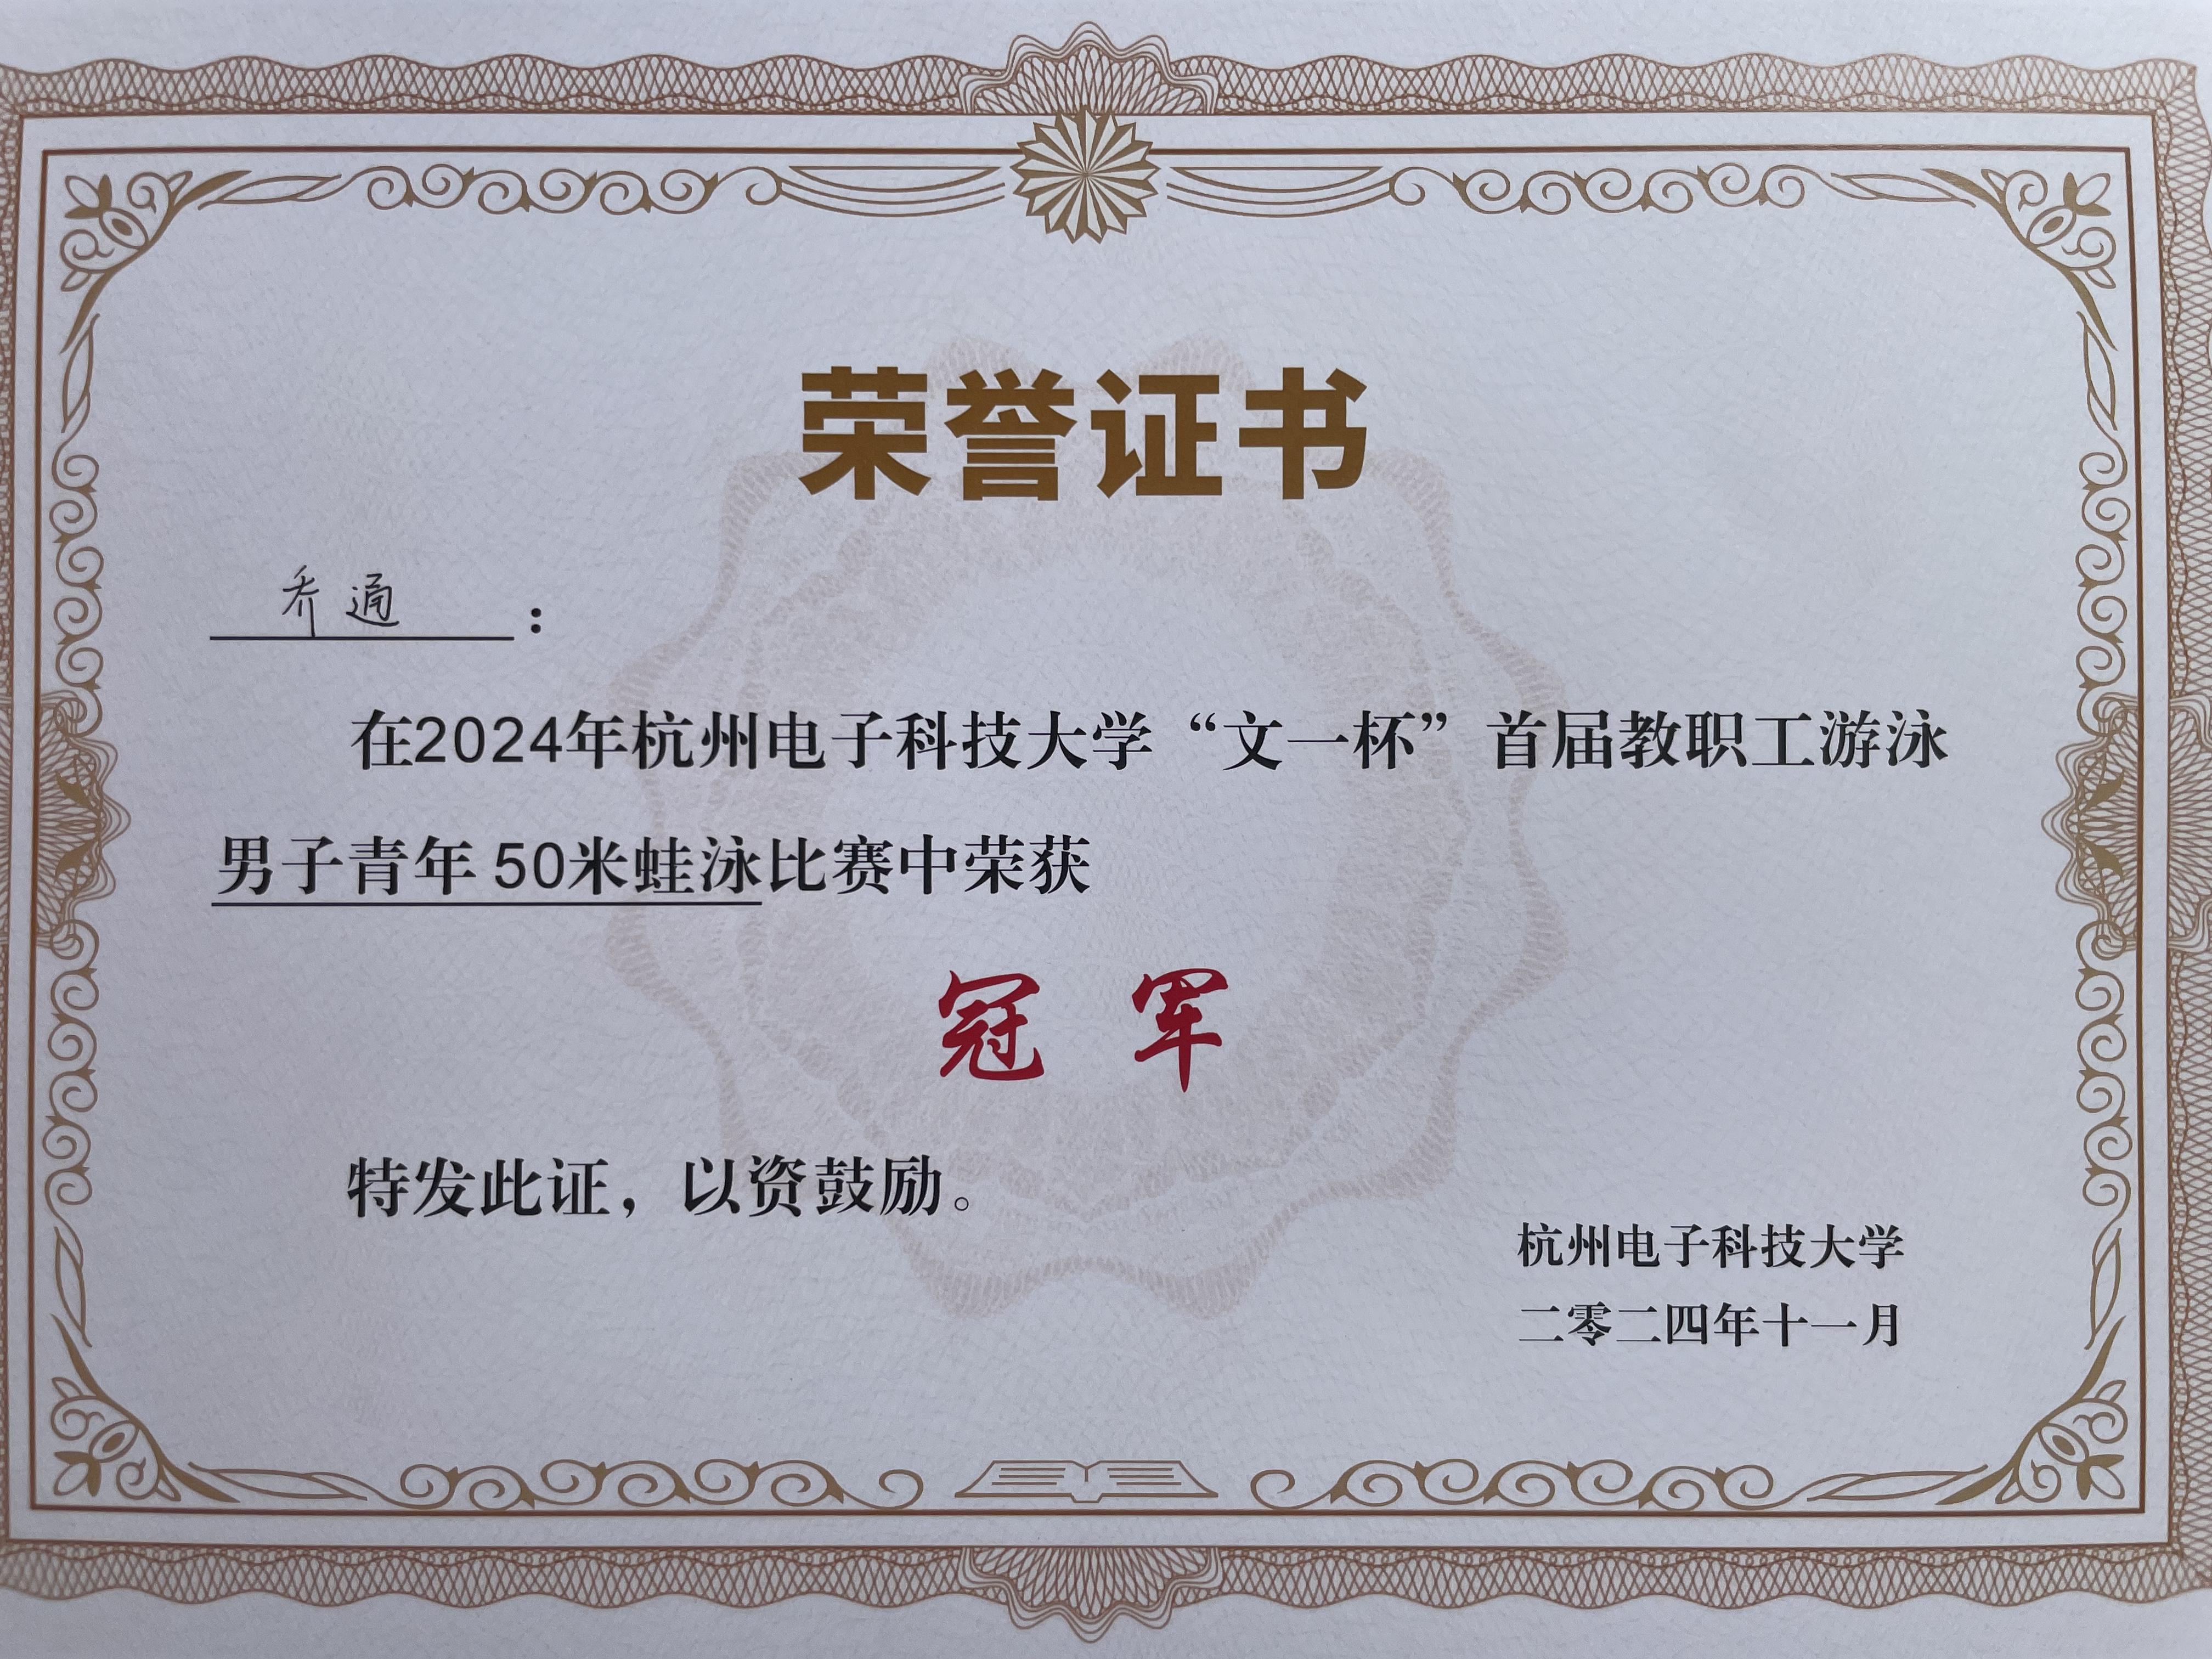 荣誉证书
乔通：
在2024年杭州电子科技大学“文一杯”首届教职工游泳
男子青年 50米蛙泳比赛中荣获
冠 军
特发此证，以资鼓励。
杭州电子科技大学
二零二四年十一月